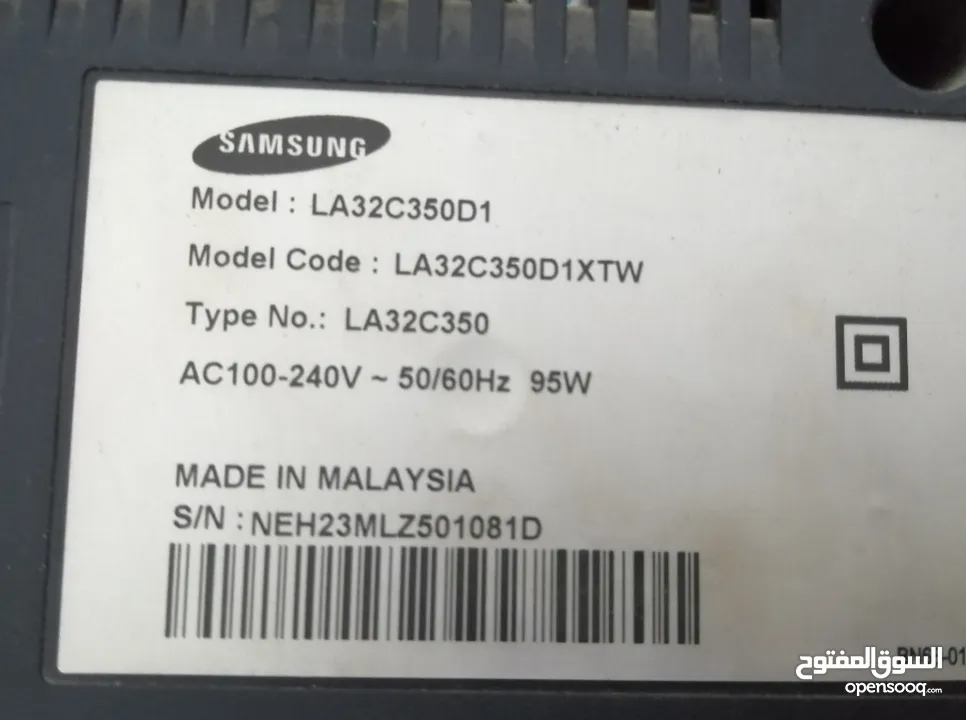 SAMSUNG
Model : LA32C350D1
Model Code : LA32C350D1XTW
Type No.: LA32C350
AC100-240V ~ 50/60Hz 95W
MADE IN MALAYSIA
S/N : NEH23MLZ501081D
السوق المفتوح
opensooq.com